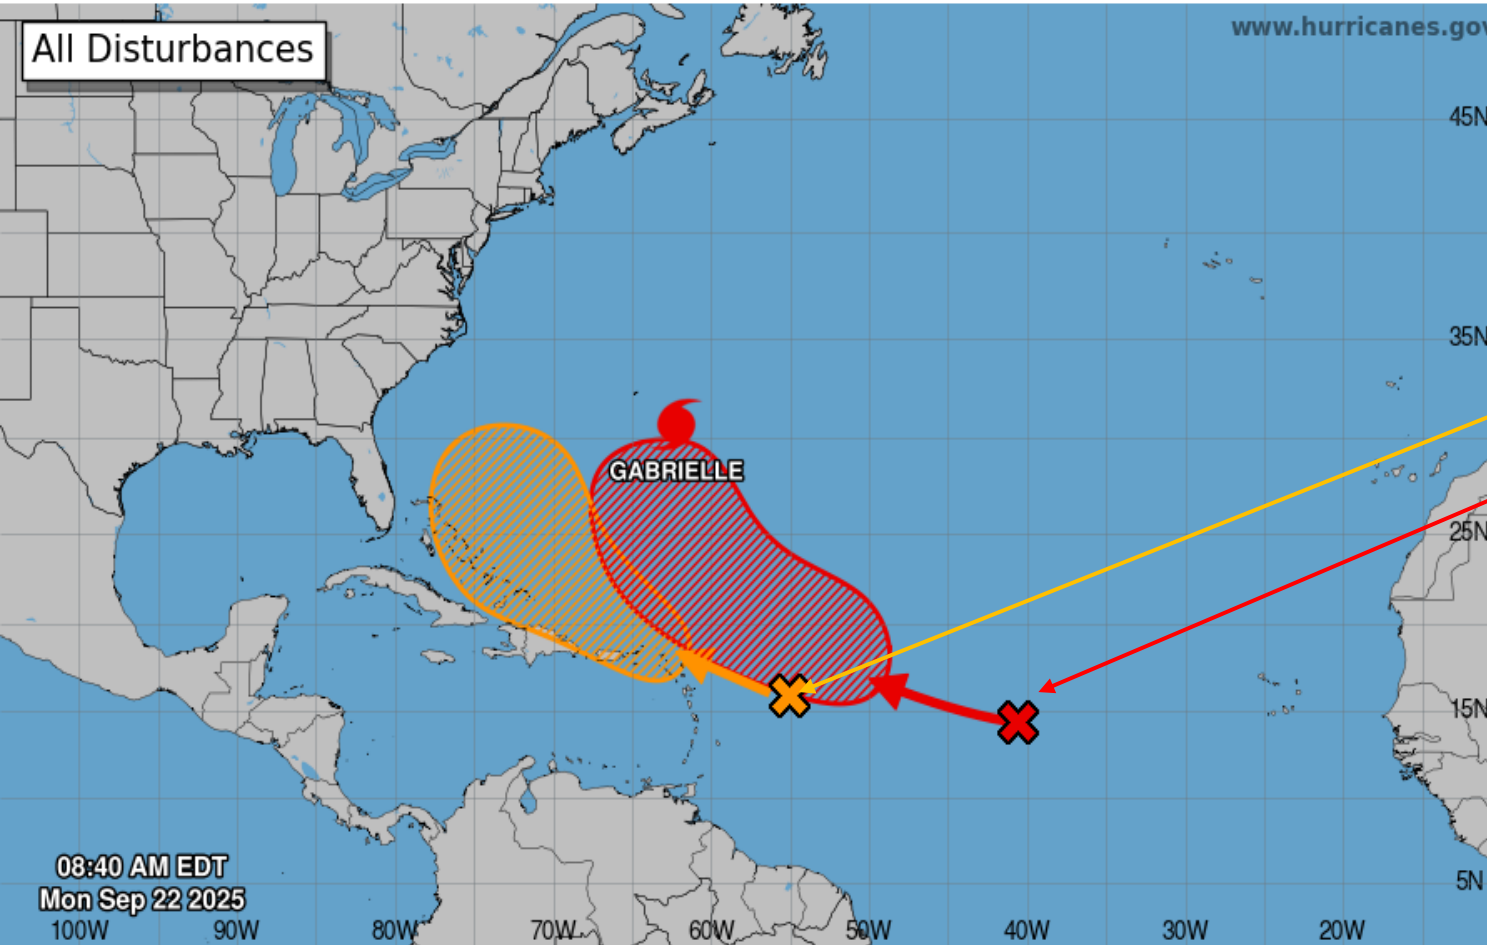 All Disturbances
www.hurricanes.gov
45N
35N
GABRIELLE
25N
15N
08:40 AM EDT
Mon Sep 22 2025
5N
100W 90W 80W 70W 60W 50W 40W 30W 20W